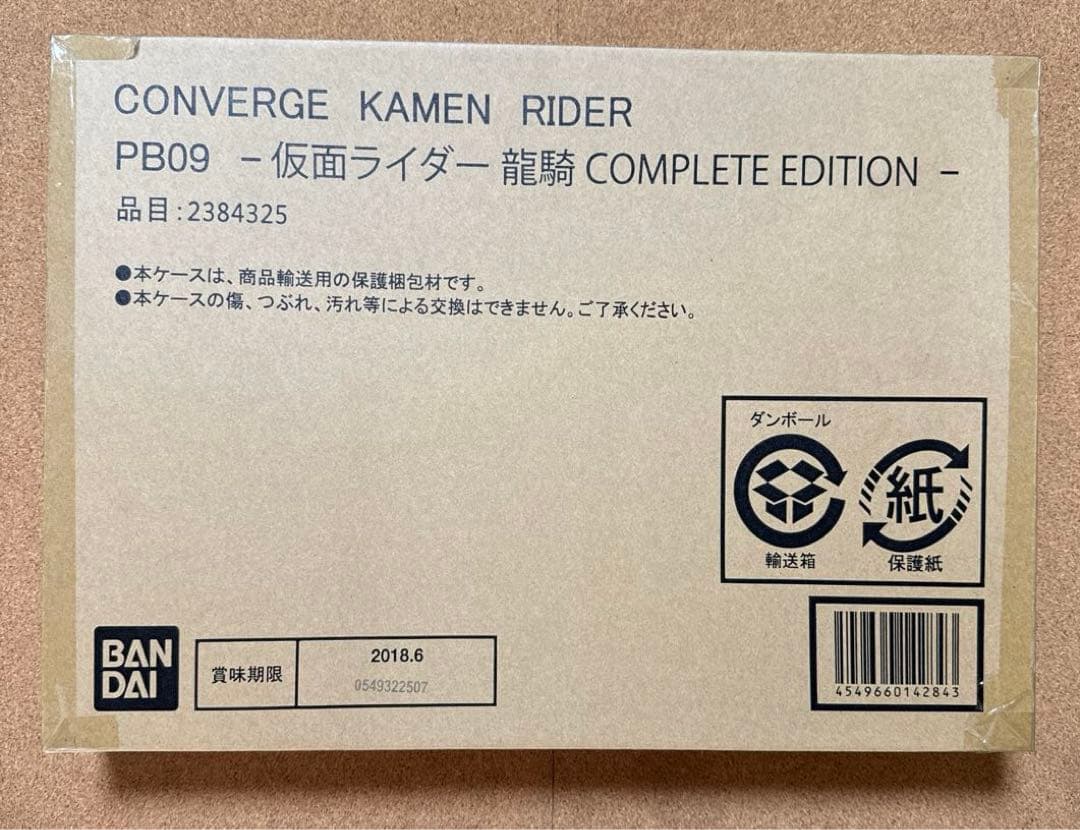 CONVERGE KAMEN RIDER
PB09 －仮面ライダー 龍騎 COMPLETE EDITION －
品目:2384325
●本ケースは、商品輸送用の保護梱包材です。
●本ケースの傷、つぶれ、汚れ等による交換はできません。ご了承ください。
ダンボール
紙
輸送箱
保護紙
BAN
DAI
賞味期限
2018.6
0549322507
4549660142843